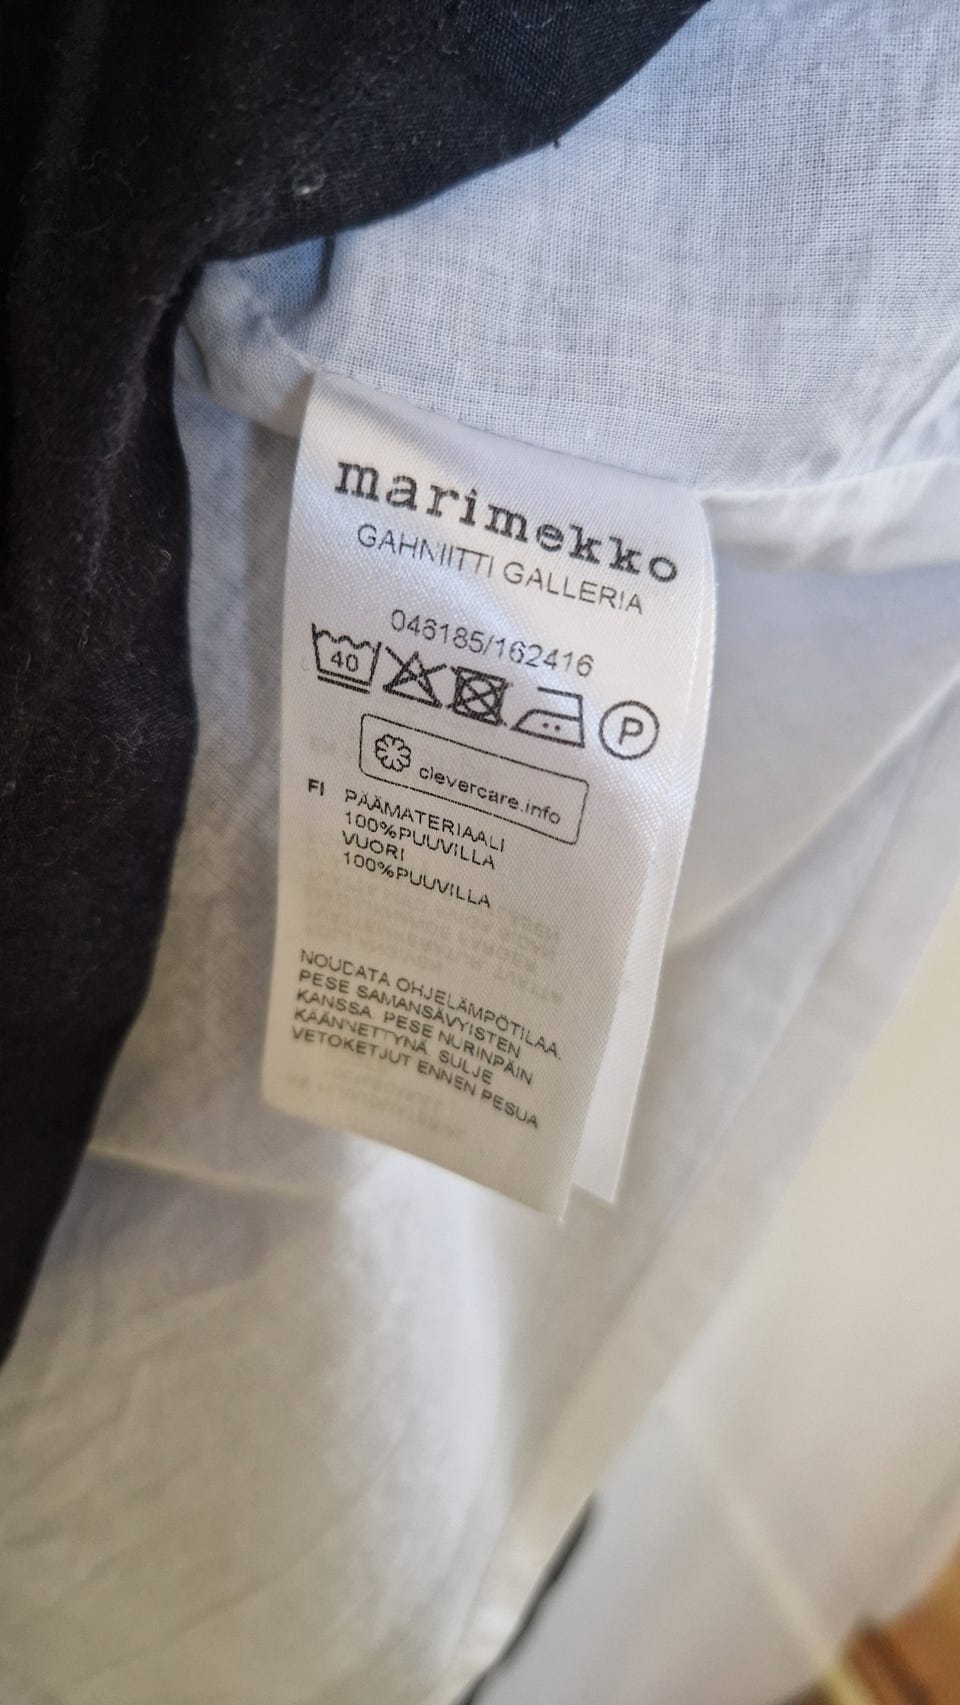 marimekko
GAHNIITTI GALLERIA
046185/162416
40
P
clevercare.info
FI PÄÄMATERIAALI
100%PUUVILLA
VUORI
100%PUUVILLA
NOUDATA OHJELÄMPÖTILAA.
PESE SAMANSÄVYISTEN
KANSSA. PESE NURINPÄIN
KÄÄNNETTYNÄ. SULJE
VETOKETJUT ENNEN PESUA